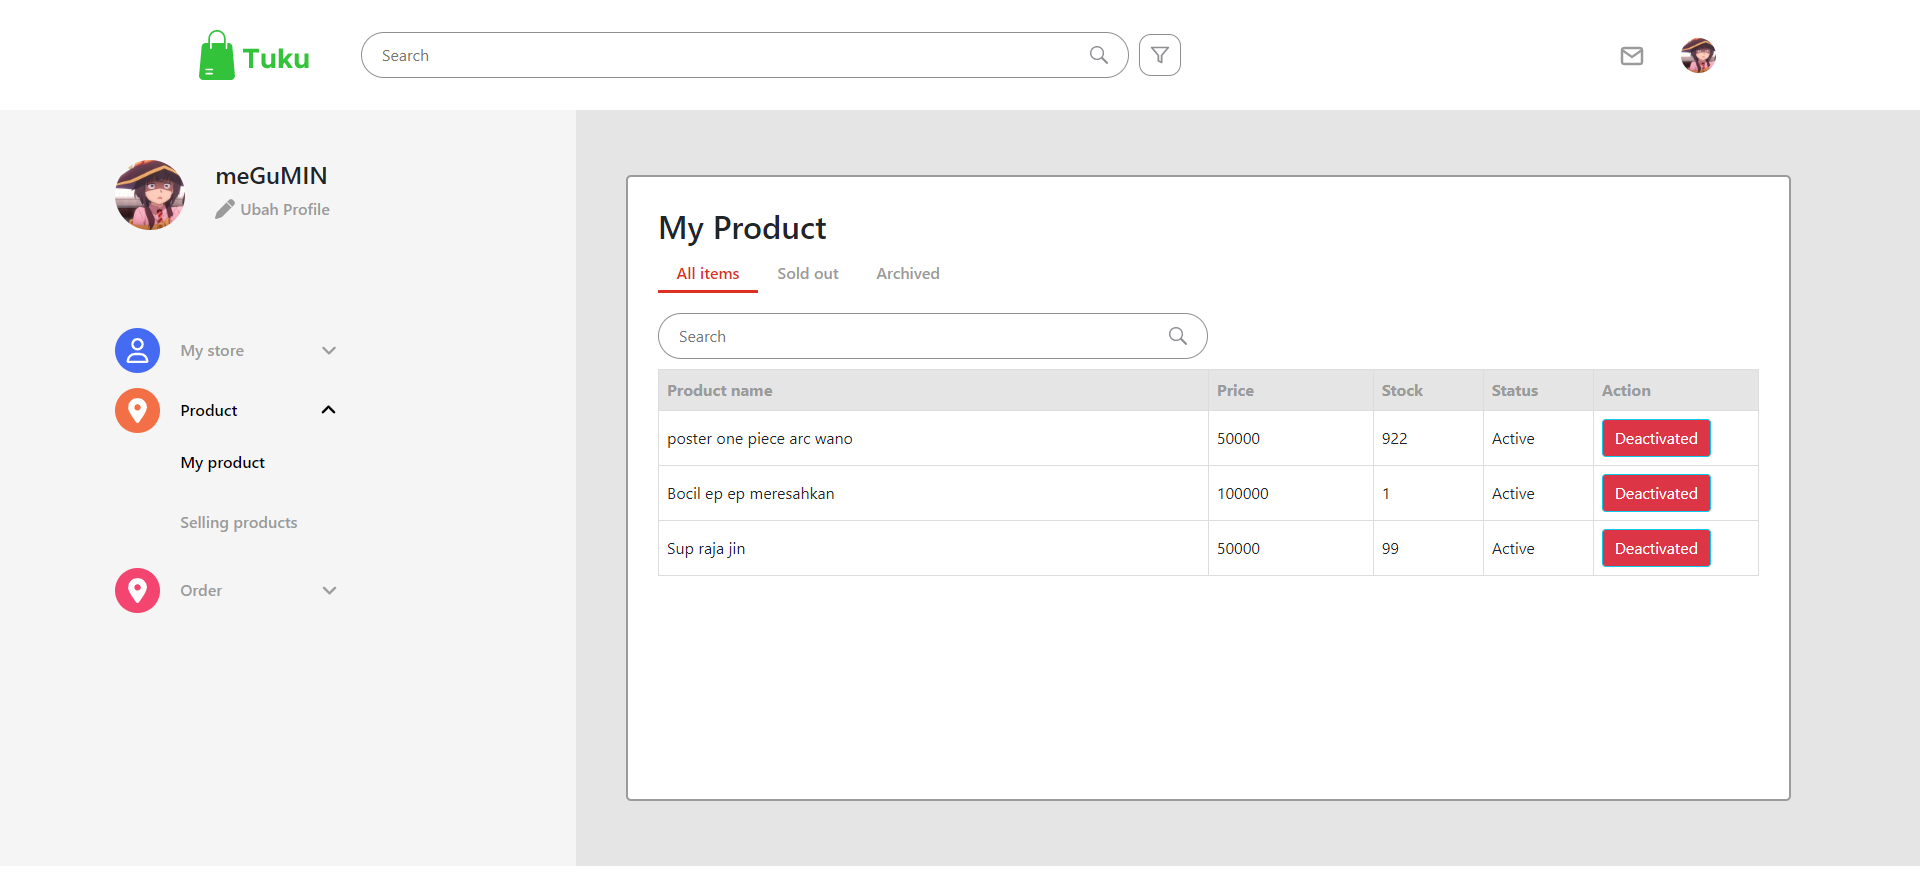 Tuku
Search
meGuMIN
Ubah Profile
My store
Product
My product
Selling products
Order
My Product
All items Sold out Archived
Search
Product name Price Stock Status Action
poster one piece arc wano 50000 922 Active Deactivated
Bocil ep ep meresahkan 100000 1 Active Deactivated
Sup raja jin 50000 99 Active Deactivated